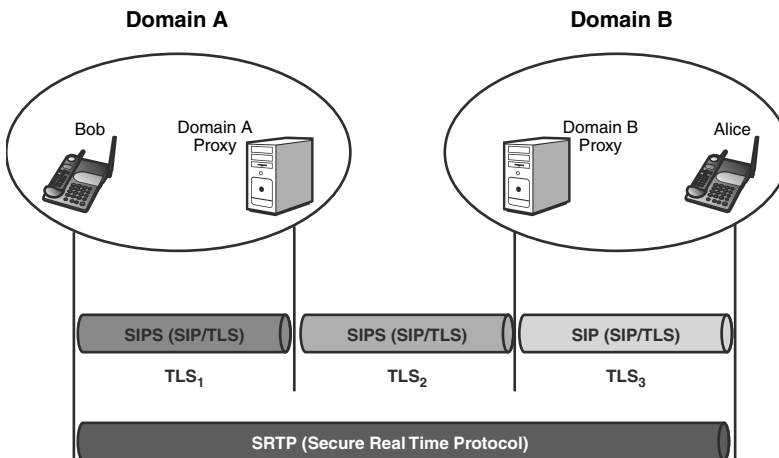 Domain A
Domain B
Bob
Domain A
Proxy
Domain B
Proxy
Alice
SIPS (SIP/TLS)
SIPS (SIP/TLS)
SIP (SIP/TLS)
TLS₁
TLS₂
TLS₃
SRTP (Secure Real Time Protocol)